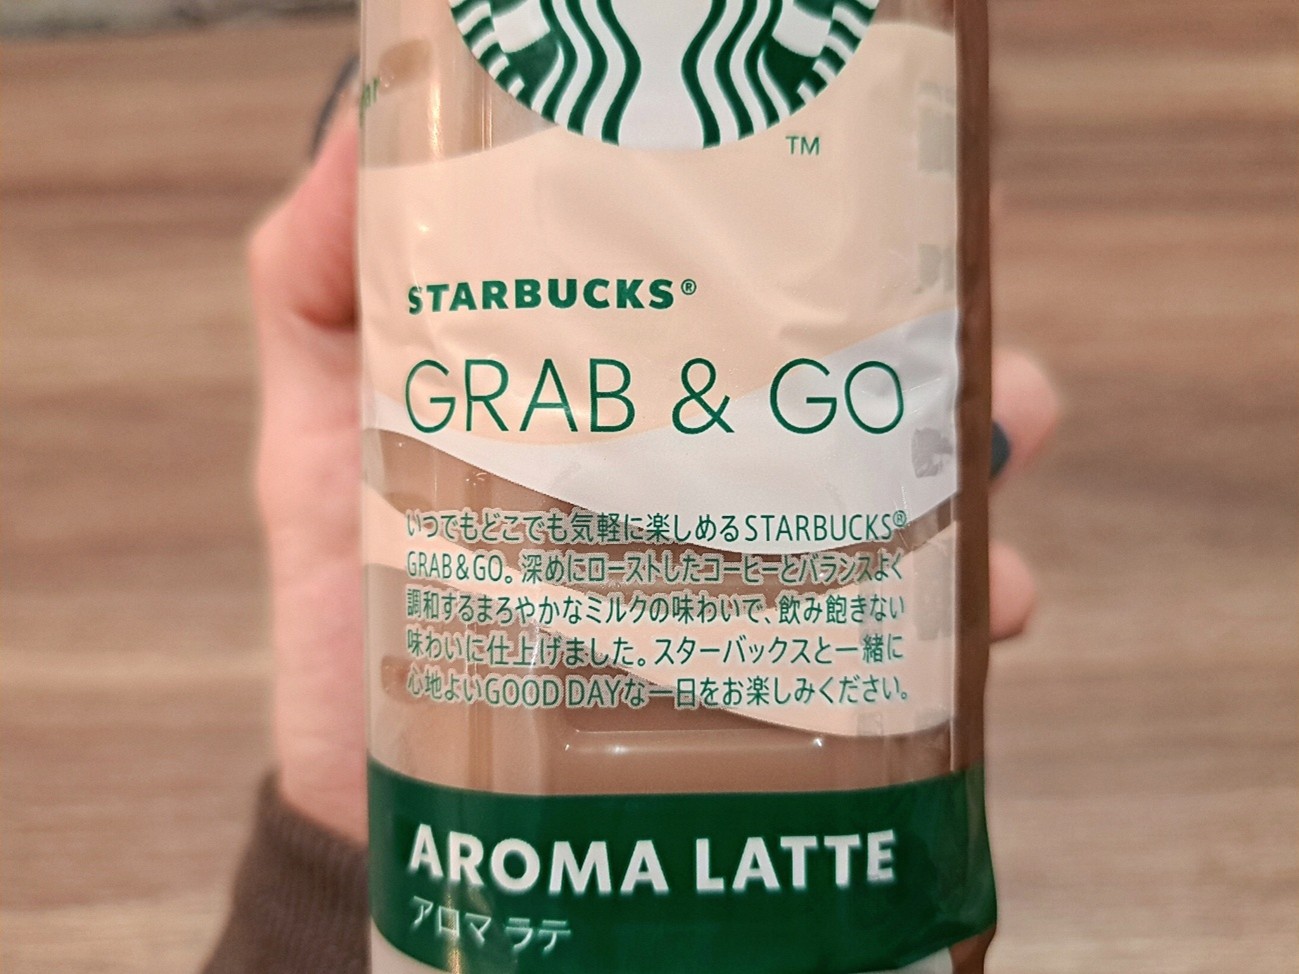 TM
STARBUCKS®
GRAB & GO
いつでもどこでも気軽に楽しめるSTARBUCKS®
GRAB&GO。深めにローストしたコーヒーとバランスよく
調和するまろやかなミルクの味わいで、飲み飽きない
味わいに仕上げました。スターバックスと一緒に
心地よいGOOD DAYな一日をお楽しみください。
AROMA LATTE
アロマ ラテ